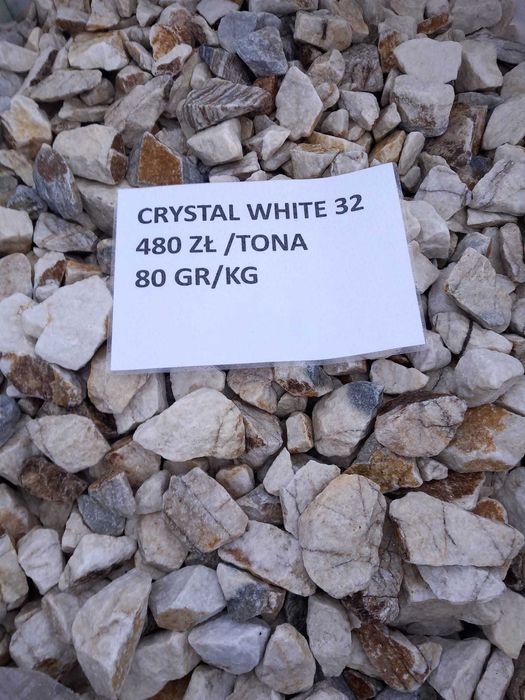 CRYSTAL WHITE 32
480 ZŁ /TONA
80 GR/KG